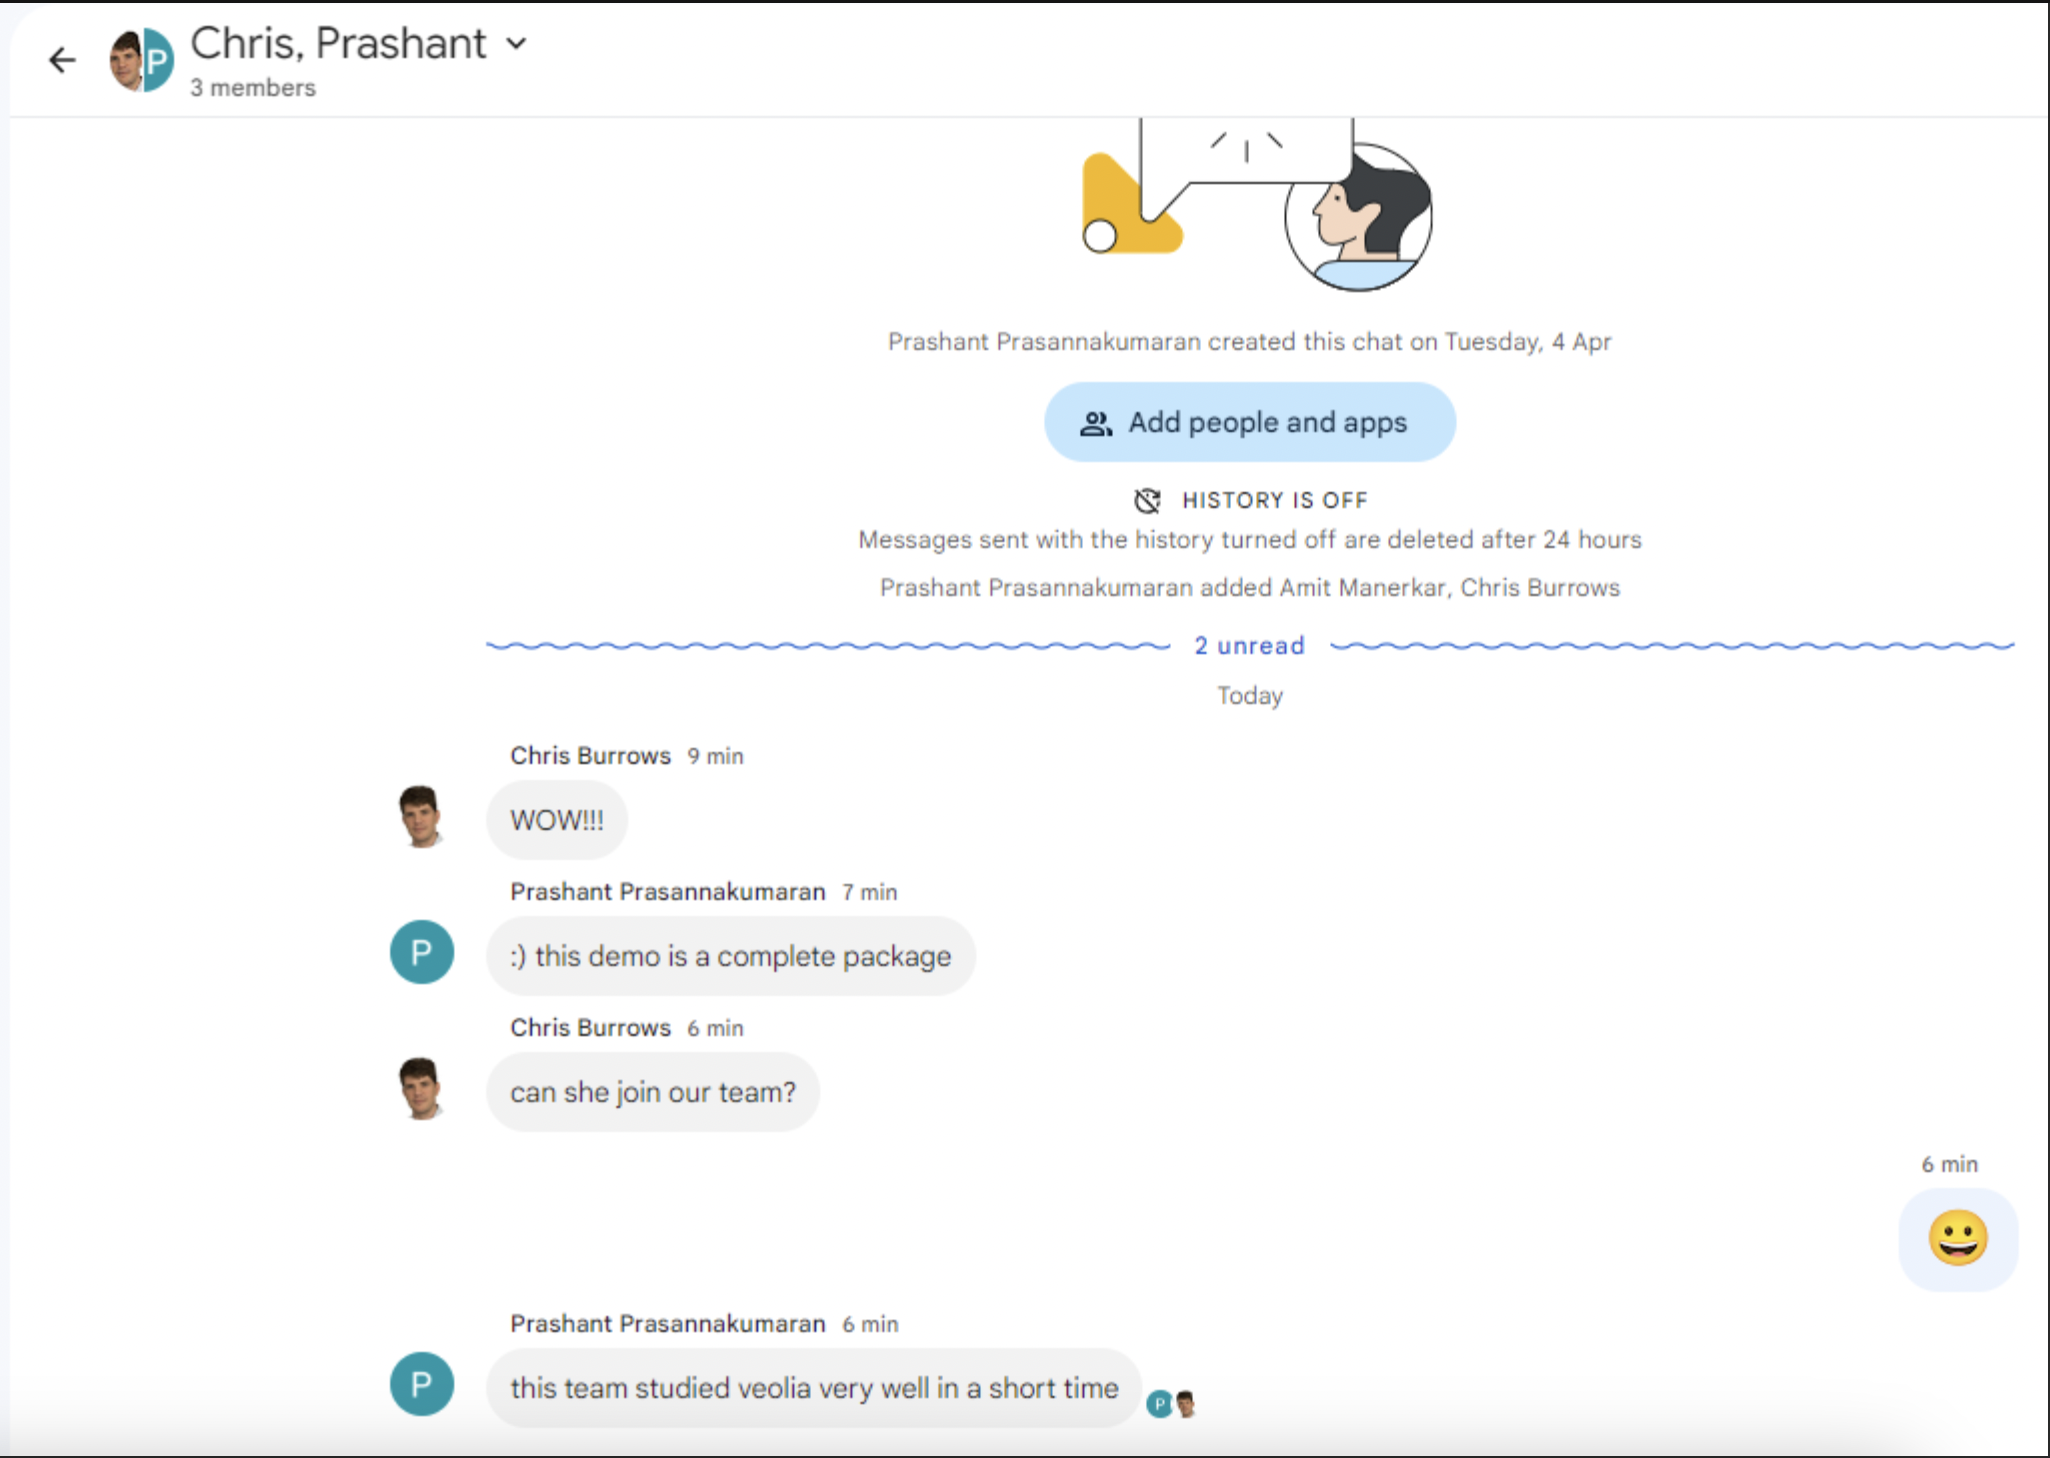 Chris, Prashant
3 members
Prashant Prasannakumaran created this chat on Tuesday, 4 Apr
Add people and apps
HISTORY IS OFF
Messages sent with the history turned off are deleted after 24 hours
Prashant Prasannakumaran added Amit Manerkar, Chris Burrows
2 unread
Today
Chris Burrows 9 min
WOW!!!
Prashant Prasannakumaran 7 min
P
:) this demo is a complete package
Chris Burrows 6 min
can she join our team?
6 min
😀
Prashant Prasannakumaran 6 min
P
this team studied veolia very well in a short time
P